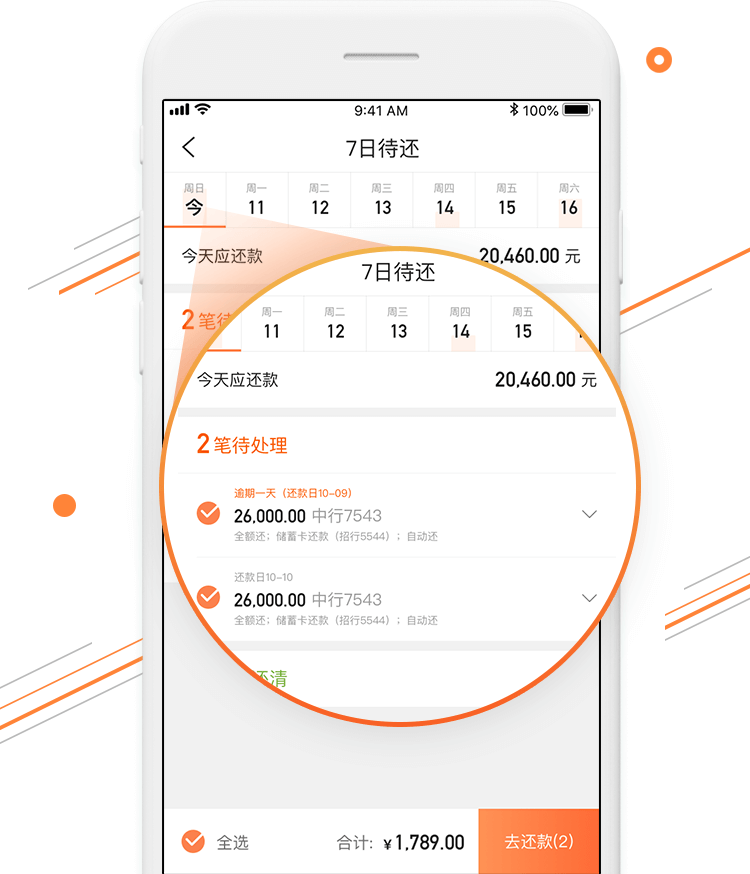 9:41 AM 100%
7日待还
周日 周一 周二 周三 周四 周五 周六
今 11 12 13 14 15 16
今天应还款 20,460.00 元
2 笔待
7日待还
周一 周二 周三 周四 周五
11 12 13 14 15
今天应还款 20,460.00 元
2 笔待处理
逾期一天（还款日10-09）
26,000.00 中行7543
全额还；储蓄卡还款（招行5544）；自动还
还款日10-10
26,000.00 中行7543
全额还；储蓄卡还款（招行5544）；自动还
还清
全选 合计: ¥1,789.00 去还款(2)